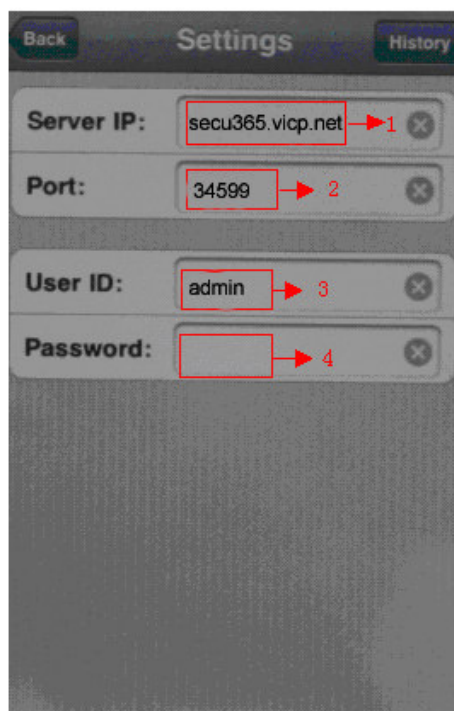 Back Settings History
Server IP: secu365.vicp.net 1
Port: 34599 2
User ID: admin 3
Password: 4